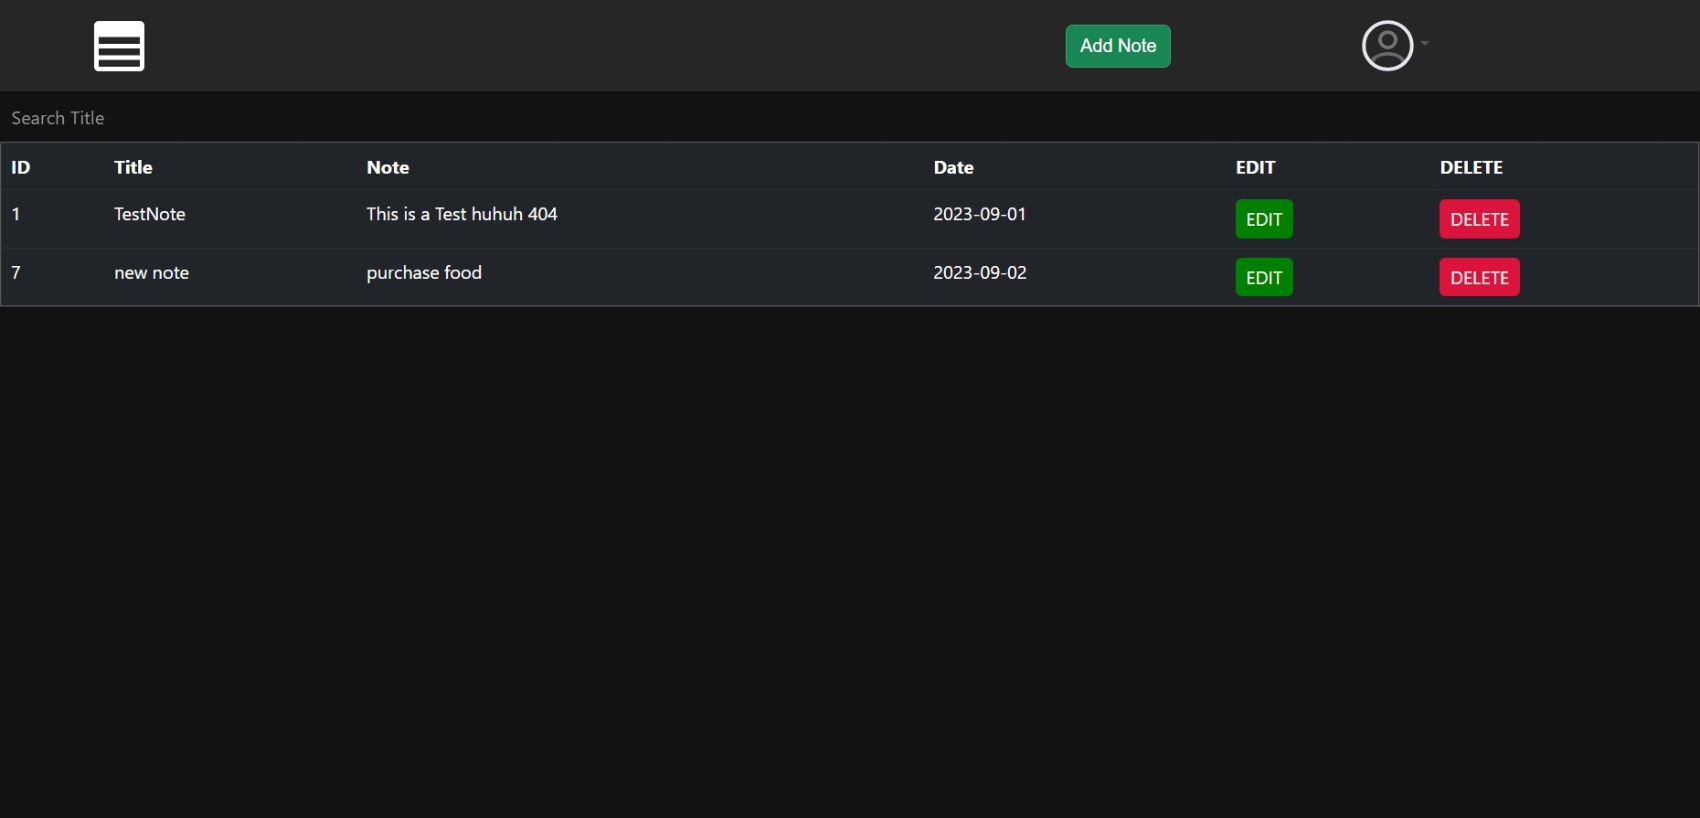 Add Note
Search Title
ID Title Note Date EDIT DELETE
1 TestNote This is a Test huhuh 404 2023-09-01 EDIT DELETE
7 new note purchase food 2023-09-02 EDIT DELETE